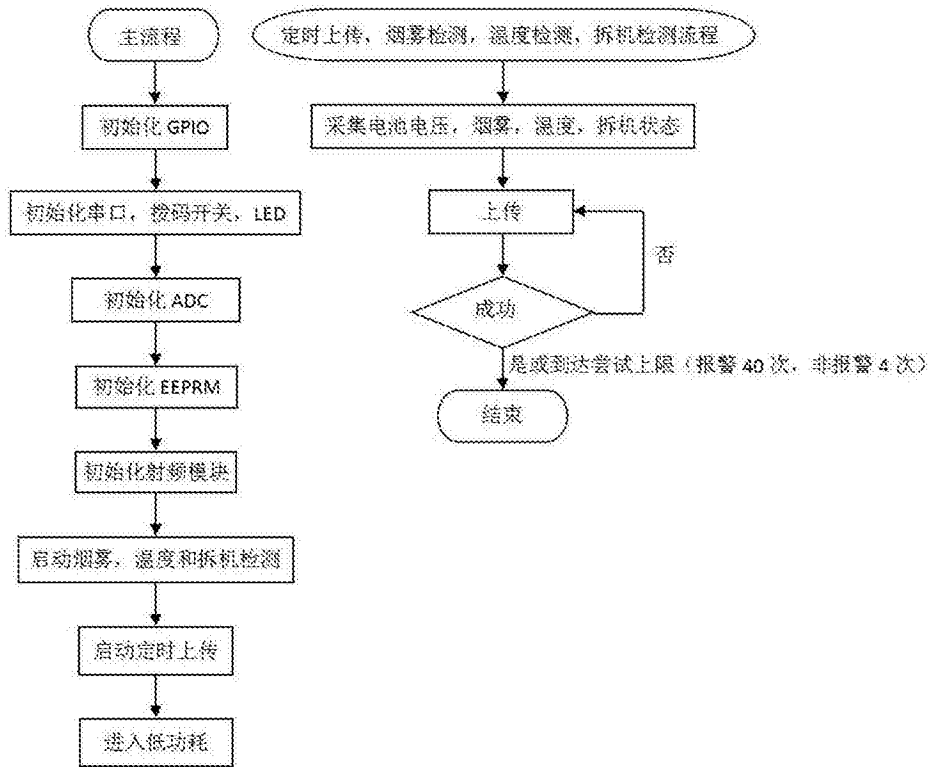 主流程
初始化 GPIO
初始化串口，拨码开关，LED
初始化 ADC
初始化 EEPRM
初始化射频模块
启动烟雾，温度和拆机检测
启动定时上传
进入低功耗
定时上传，烟雾检测，温度检测，拆机检测流程
采集电池电压，烟雾，温度，拆机状态
上传
否
成功
是或到达尝试上限（报警 40 次，非报警 4 次）
结束